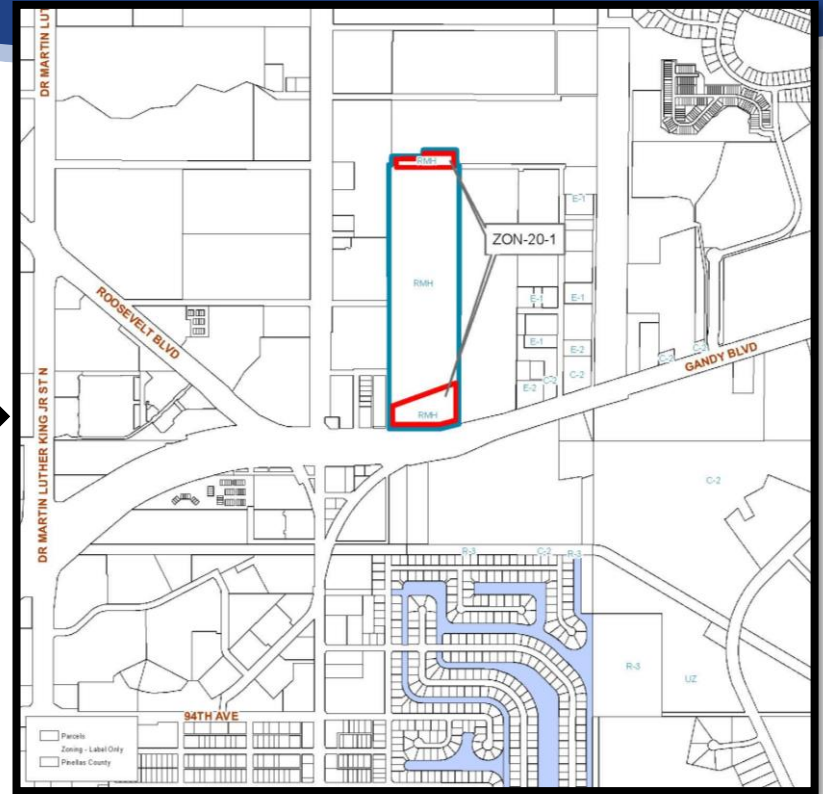 DR MARTIN LUT
RMH
E-1
ZON-20-1
RMH
E-1
E-1
ROOSEVELT BLVD
E-1
E-2
C-2
C-2
GANDY BLVD
E-2
C-2
C-2
RMH
DR MARTIN LUTHER KING JR ST N
C-2
R-3
C-2
R-3
R-3
UZ
94TH AVE
Parcels
Zoning - Label Only
Pinellas County